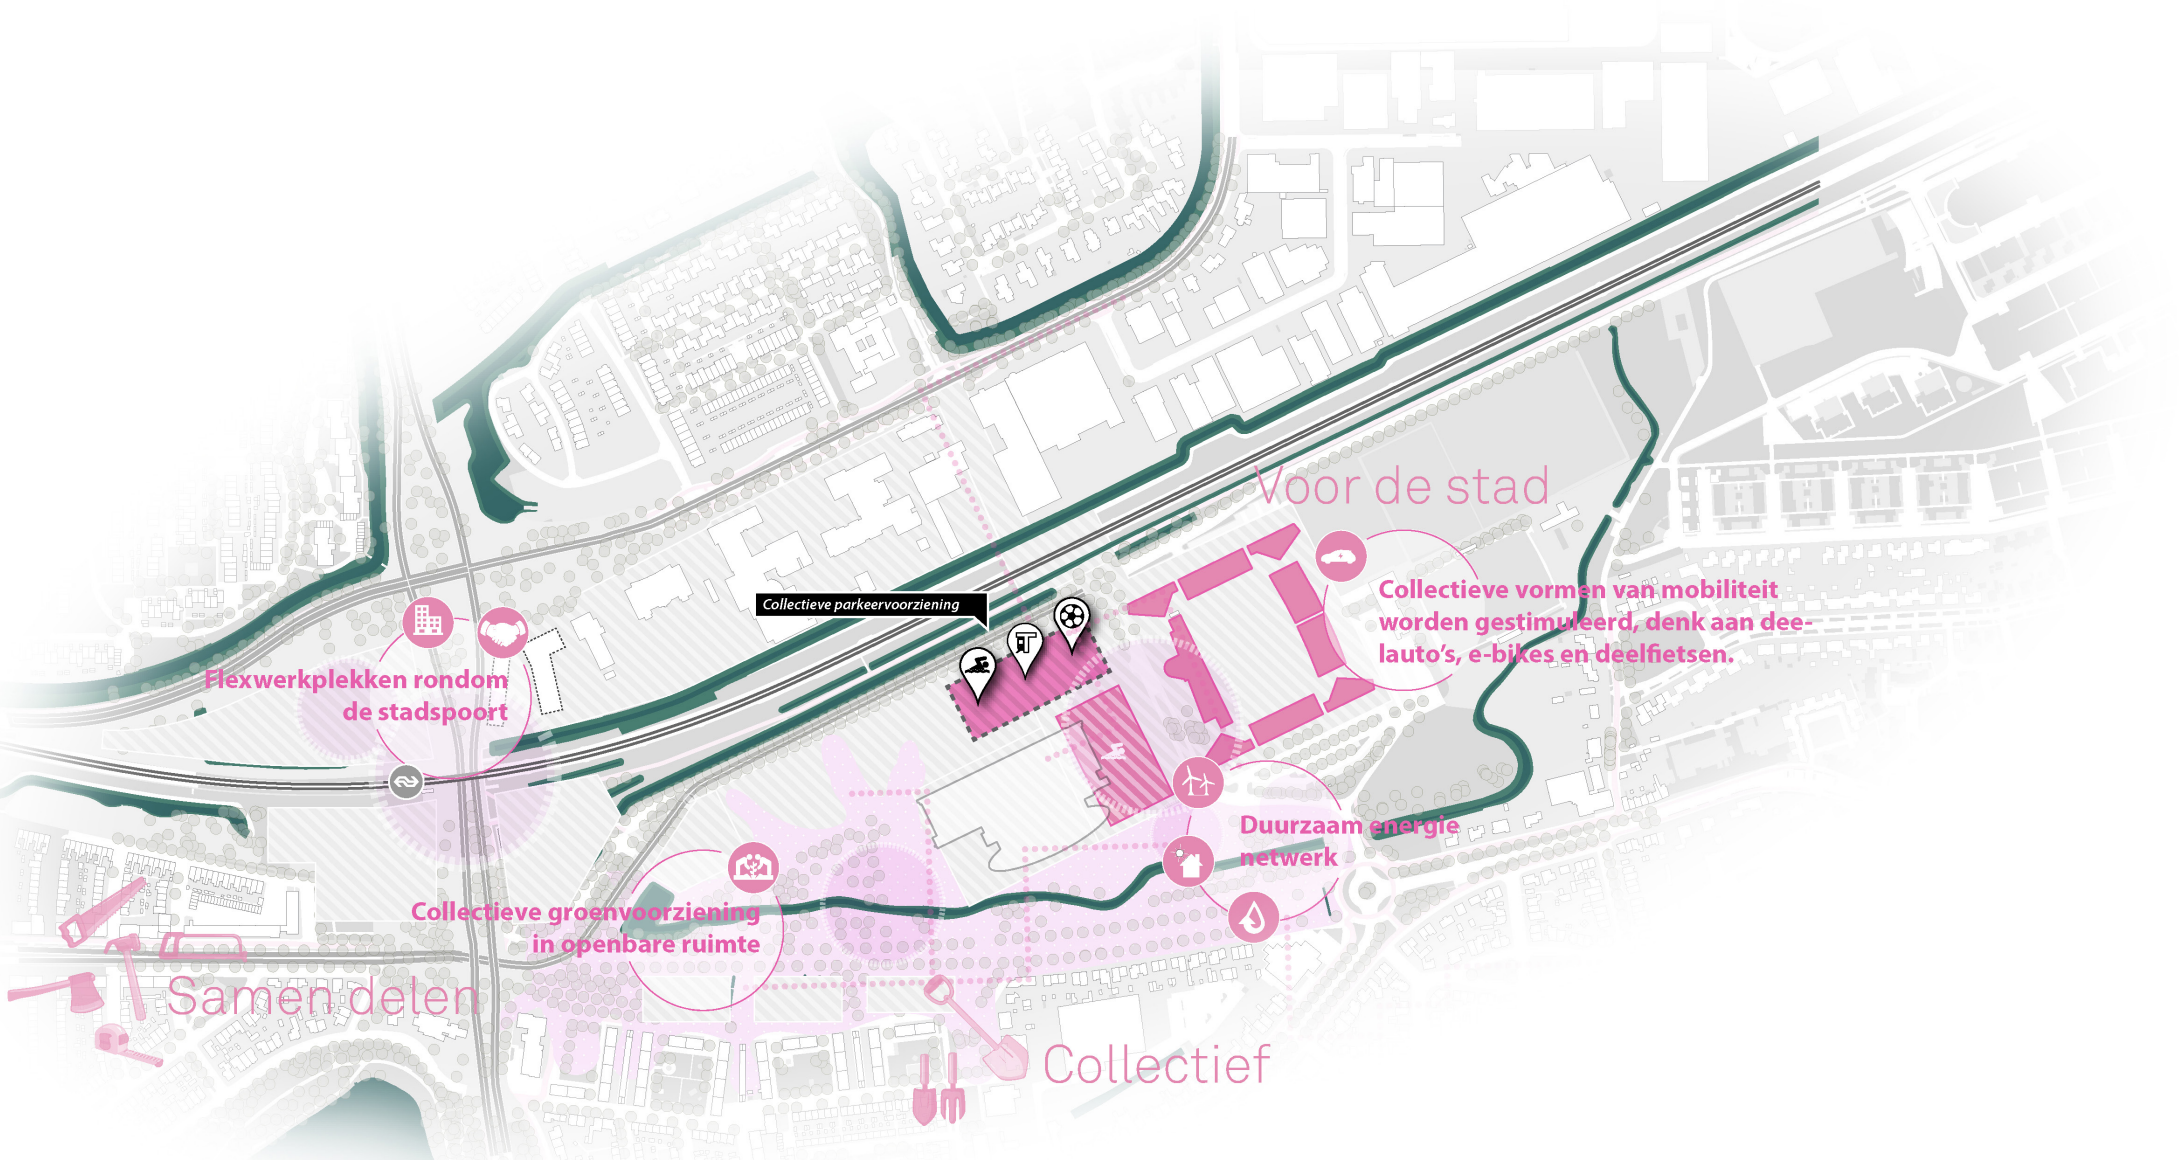 Voor de stad
Collectieve vormen van mobiliteit
worden gestimuleerd, denk aan dee-
lauto's, e-bikes en deelfietsen.
Collectieve parkeervoorziening
Flexwerkplekken rondom
de stadspoort
Duurzaam energie
netwerk
Collectieve groenvoorziening
in openbare ruimte
Samen delen
Collectief